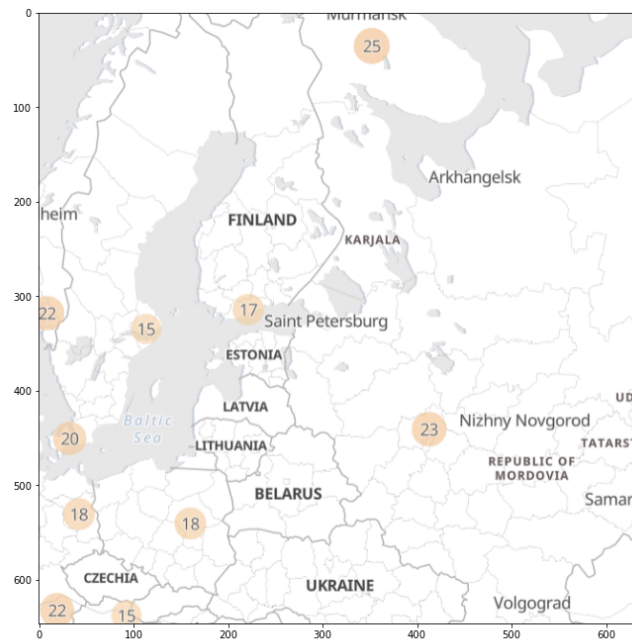 0
Murmansk
25
100
Arkhangelsk
200
heim
FINLAND
KARJALA
300
22
15
17
Saint Petersburg
ESTONIA
400
LATVIA
UD
Baltic
Sea
20
23
Nizhny Novgorod
LITHUANIA
TATARST
REPUBLIC OF
MORDOVIA
500
BELARUS
Samar
18
18
CZECHIA
UKRAINE
600
22
15
Volgograd
0
100
200
300
400
500
600